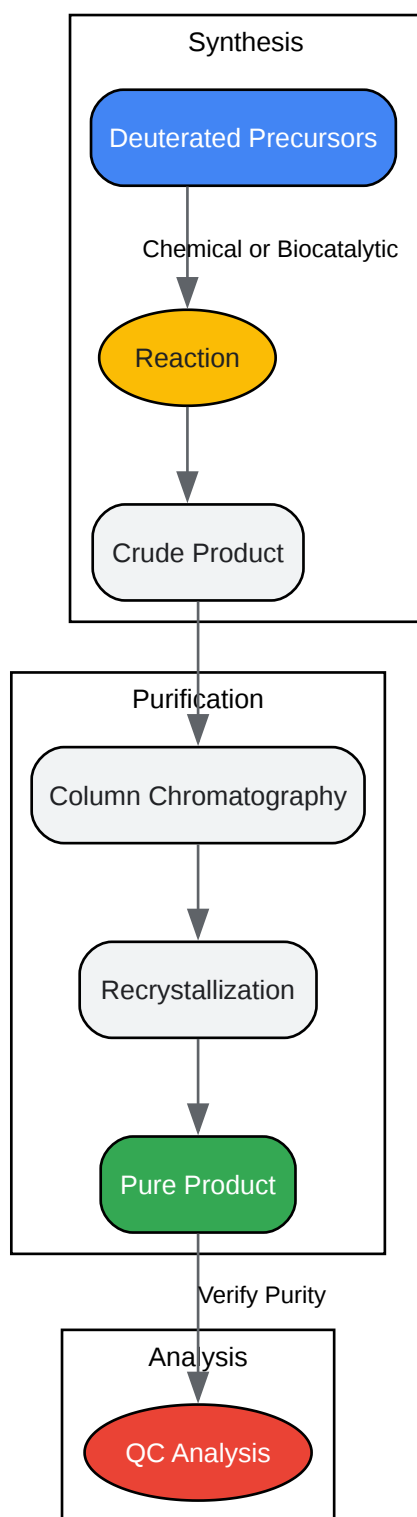 Synthesis
Deuterated Precursors
Chemical or Biocatalytic
Reaction
Crude Product
Purification
Column Chromatography
Recrystallization
Pure Product
Verify Purity
Analysis
QC Analysis